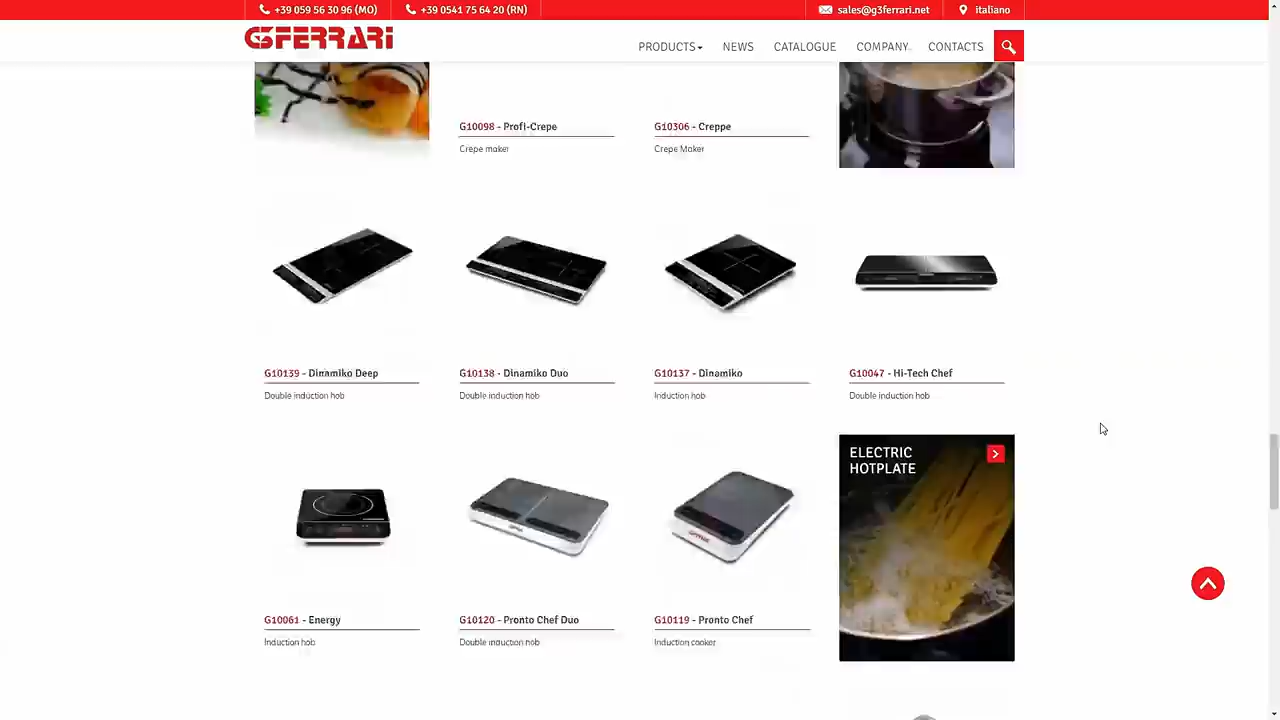 +39 059 56 30 96 (MO) +39 0541 75 64 20 (RN) sales@g3ferrari.net italiano
G3FERRARI PRODUCTS NEWS CATALOGUE COMPANY CONTACTS
G10098 - Profi-Crepe
Crepe maker
G10306 - Creppe
Crepe Maker
G10139 - Dinamiko Deep
Double induction hob
G10138 - Dinamiko Duo
Double induction hob
G10137 - Dinamiko
Induction hob
G10047 - Hi-Tech Chef
Double induction hob
G10061 - Energy
Induction hob
G10120 - Pronto Chef Duo
Double induction hob
G10119 - Pronto Chef
Induction cooker
ELECTRIC
HOTPLATE